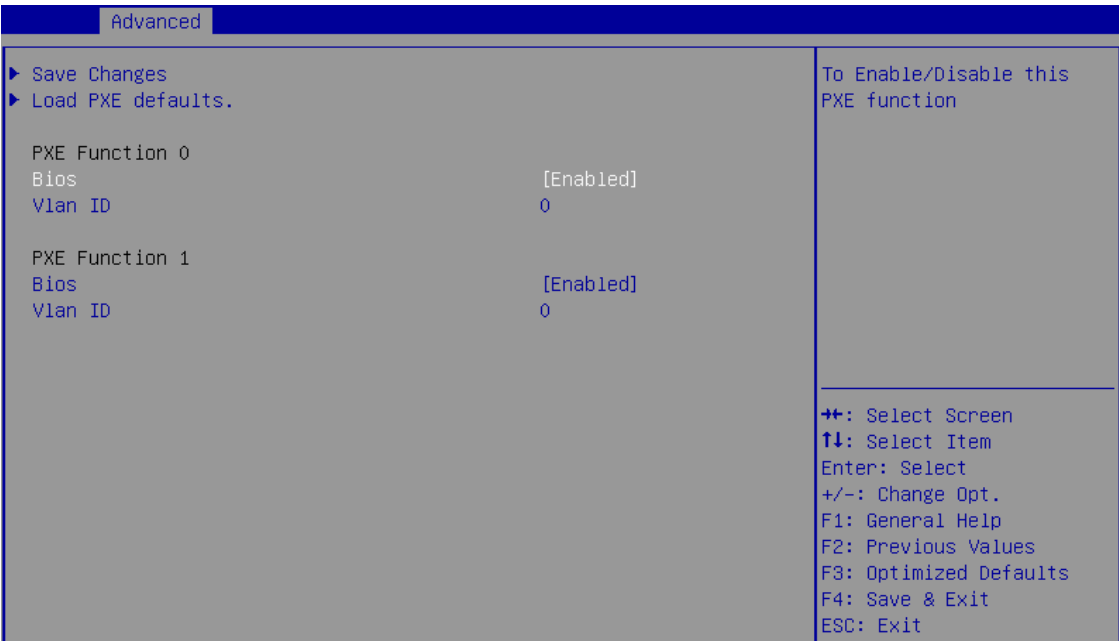 Advanced
Save Changes
Load PXE defaults.
PXE Function 0
Bios [Enabled]
Vlan ID 0
PXE Function 1
Bios [Enabled]
Vlan ID 0
To Enable/Disable this
PXE function
→←: Select Screen
↑↓: Select Item
Enter: Select
+/-: Change Opt.
F1: General Help
F2: Previous Values
F3: Optimized Defaults
F4: Save & Exit
ESC: Exit